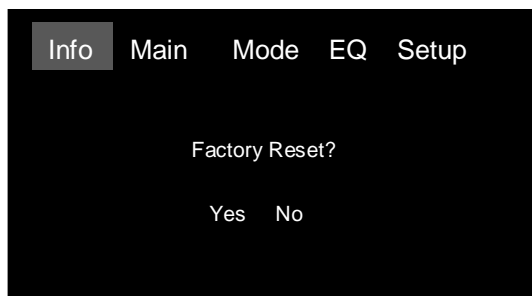 Info Main Mode EQ Setup
Factory Reset?
Yes No